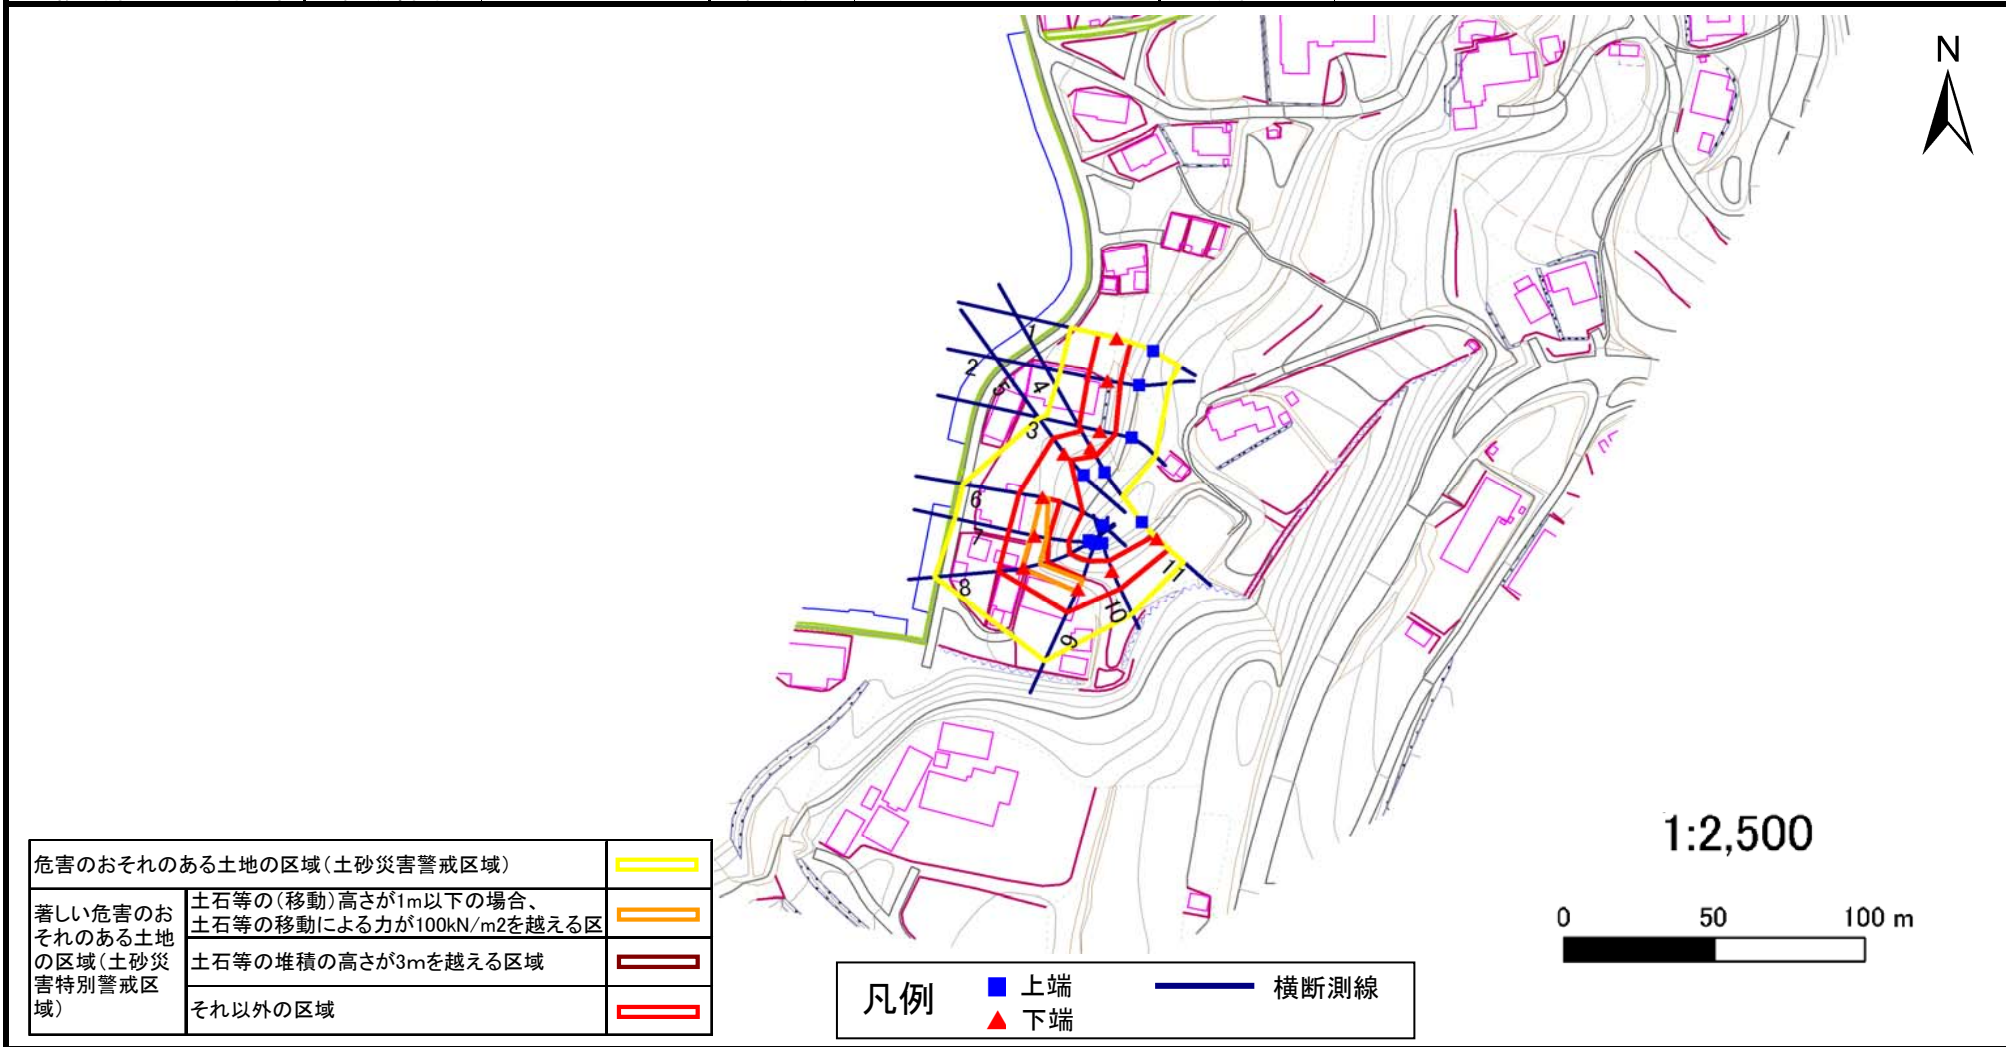 N
1
2
5
4
3
6
7
8
9
10
11
1:2,500
0 50 100 m
危害のおそれのある土地の区域(土砂災害警戒区域)
著しい危害のお
それのある土地
の区域(土砂災
害特別警戒区
域)
土石等の(移動)高さが1m以下の場合、
土石等の移動による力が100kN/m2を越える区
土石等の堆積の高さが3mを越える区域
それ以外の区域
凡例
上端
下端
横断測線